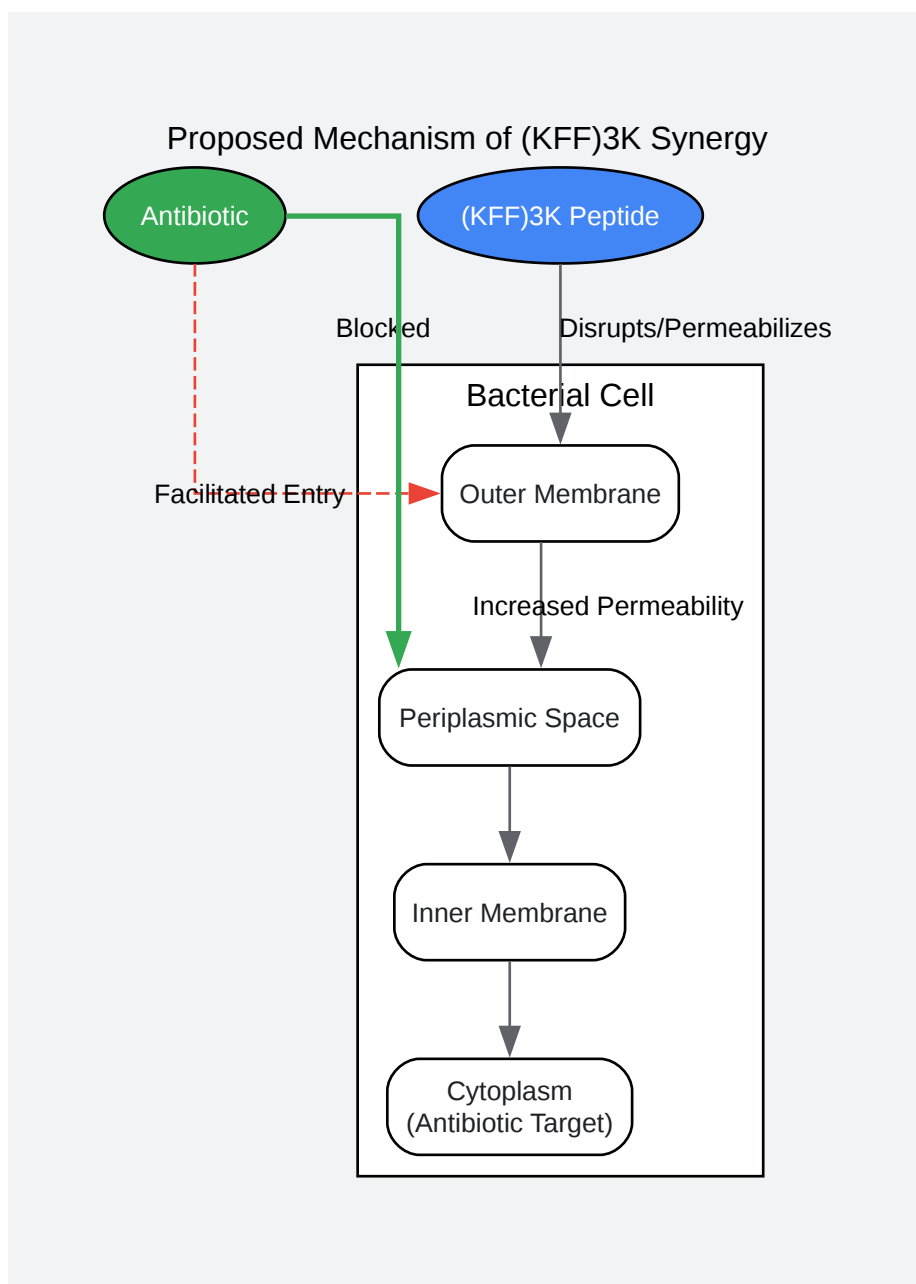 Proposed Mechanism of (KFF)3K Synergy
Antibiotic
(KFF)3K Peptide
Blocked
Disrupts/Permeabilizes
Bacterial Cell
Outer Membrane
Facilitated Entry
Increased Permeability
Periplasmic Space
Inner Membrane
Cytoplasm
(Antibiotic Target)